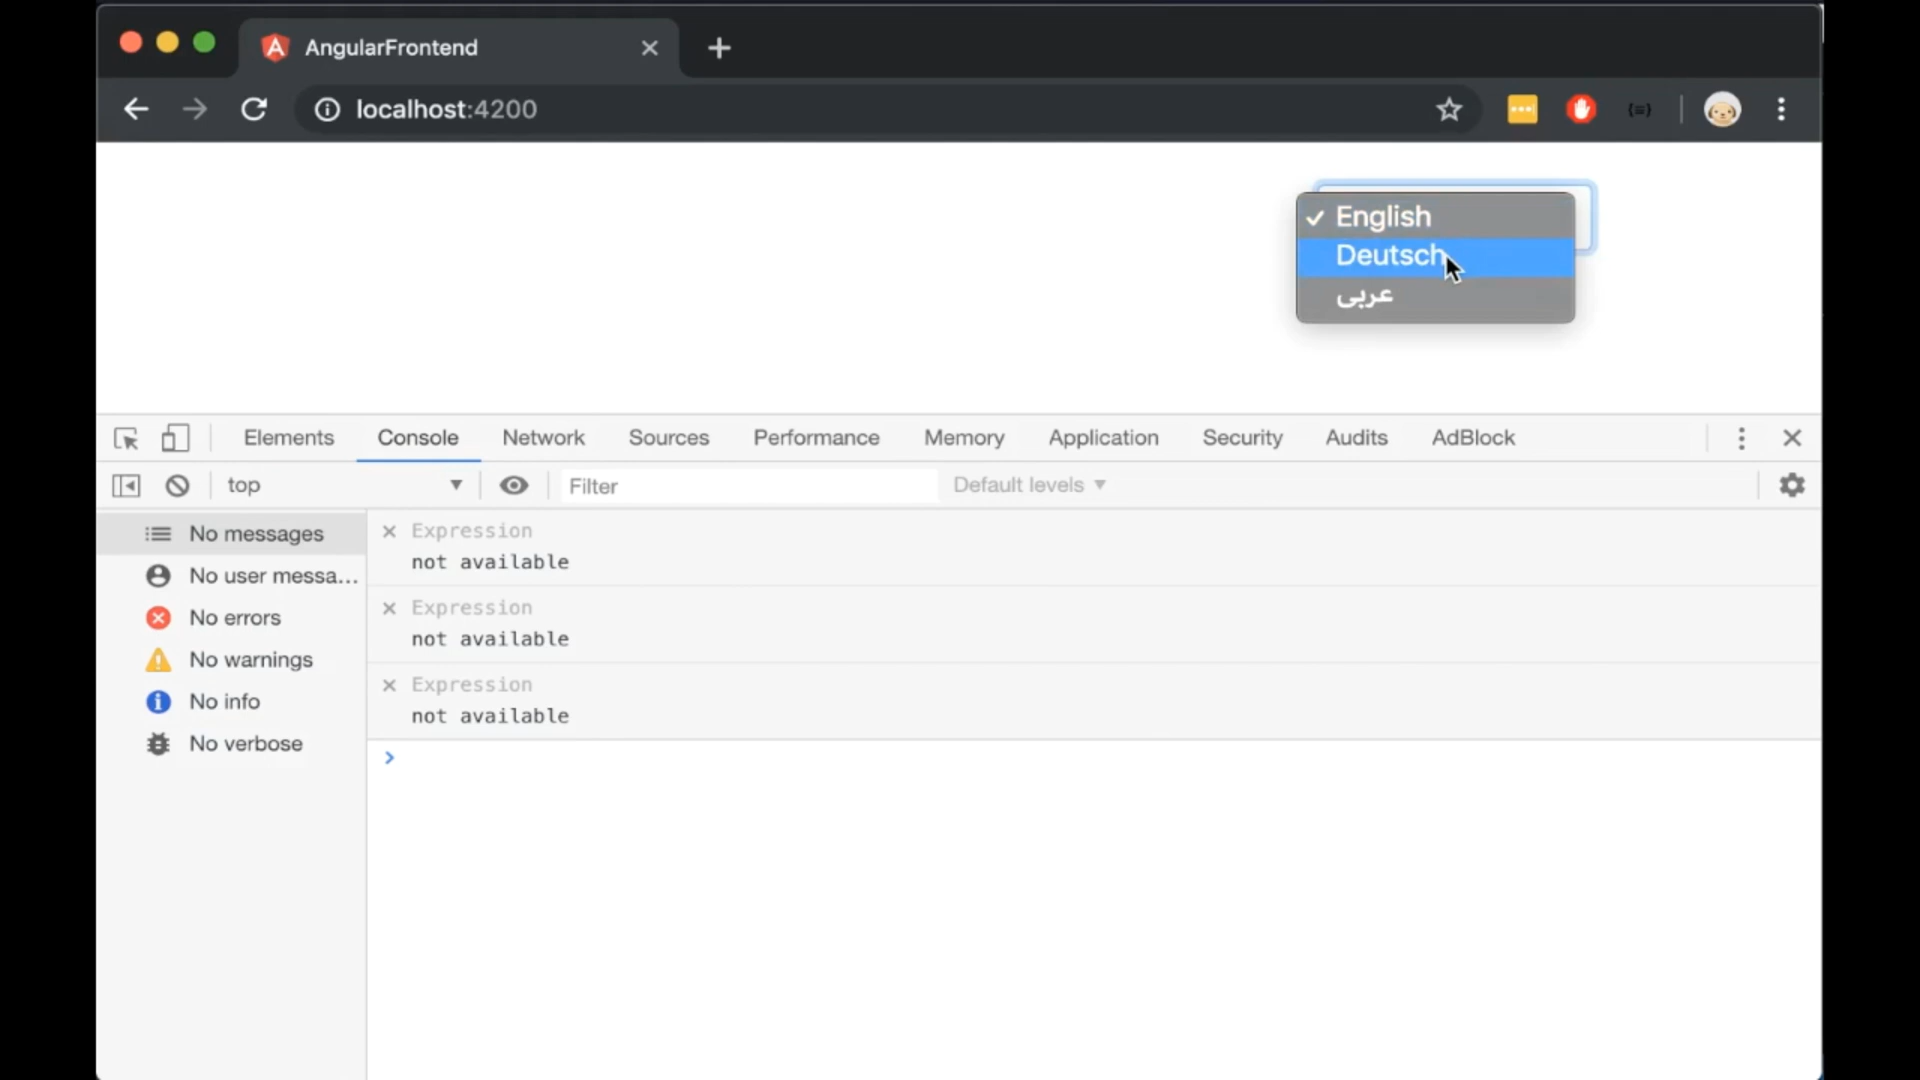 AngularFrontend
localhost:4200
English
Deutsch
عربى
Elements Console Network Sources Performance Memory Application Security Audits AdBlock
top Filter Default levels
No messages
No user messa...
No errors
No warnings
No info
No verbose
Expression
not available
Expression
not available
Expression
not available